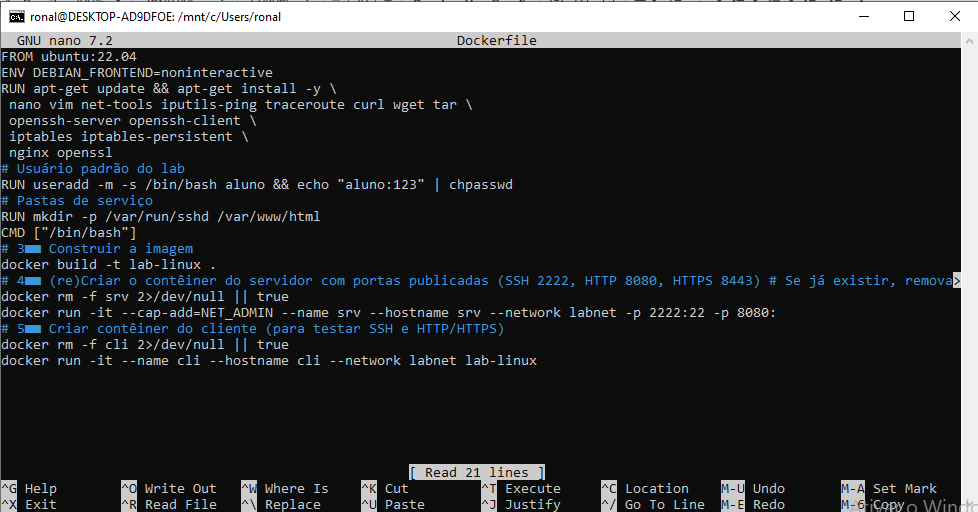 ronal@DESKTOP-AD9DFOE: /mnt/c/Users/ronal
GNU nano 7.2 Dockerfile
FROM ubuntu:22.04
ENV DEBIAN_FRONTEND=noninteractive
RUN apt-get update && apt-get install -y \
nano vim net-tools iputils-ping traceroute curl wget tar \
openssh-server openssh-client \
iptables iptables-persistent \
nginx openssl
# Usuário padrão do lab
RUN useradd -m -s /bin/bash aluno && echo "aluno:123" | chpasswd
# Pastas de serviço
RUN mkdir -p /var/run/sshd /var/www/html
CMD ["/bin/bash"]
# 3■■ Construir a imagem
docker build -t lab-linux .
# 4■■ (re)Criar o contêiner do servidor com portas publicadas (SSH 2222, HTTP 8080, HTTPS 8443) # Se já existir, remova>
docker rm -f srv 2>/dev/null || true
docker run -it --cap-add=NET_ADMIN --name srv --hostname srv --network labnet -p 2222:22 -p 8080:
# 5■■ Criar contêiner do cliente (para testar SSH e HTTP/HTTPS)
docker rm -f cli 2>/dev/null || true
docker run -it --name cli --hostname cli --network labnet lab-linux
[ Read 21 lines ]
^G Help ^O Write Out ^W Where Is ^K Cut ^T Execute ^C Location M-U Undo M-A Set Mark
^X Exit ^R Read File ^\ Replace ^U Paste ^J Justify ^/ Go To Line M-E Redo M-6 Copy